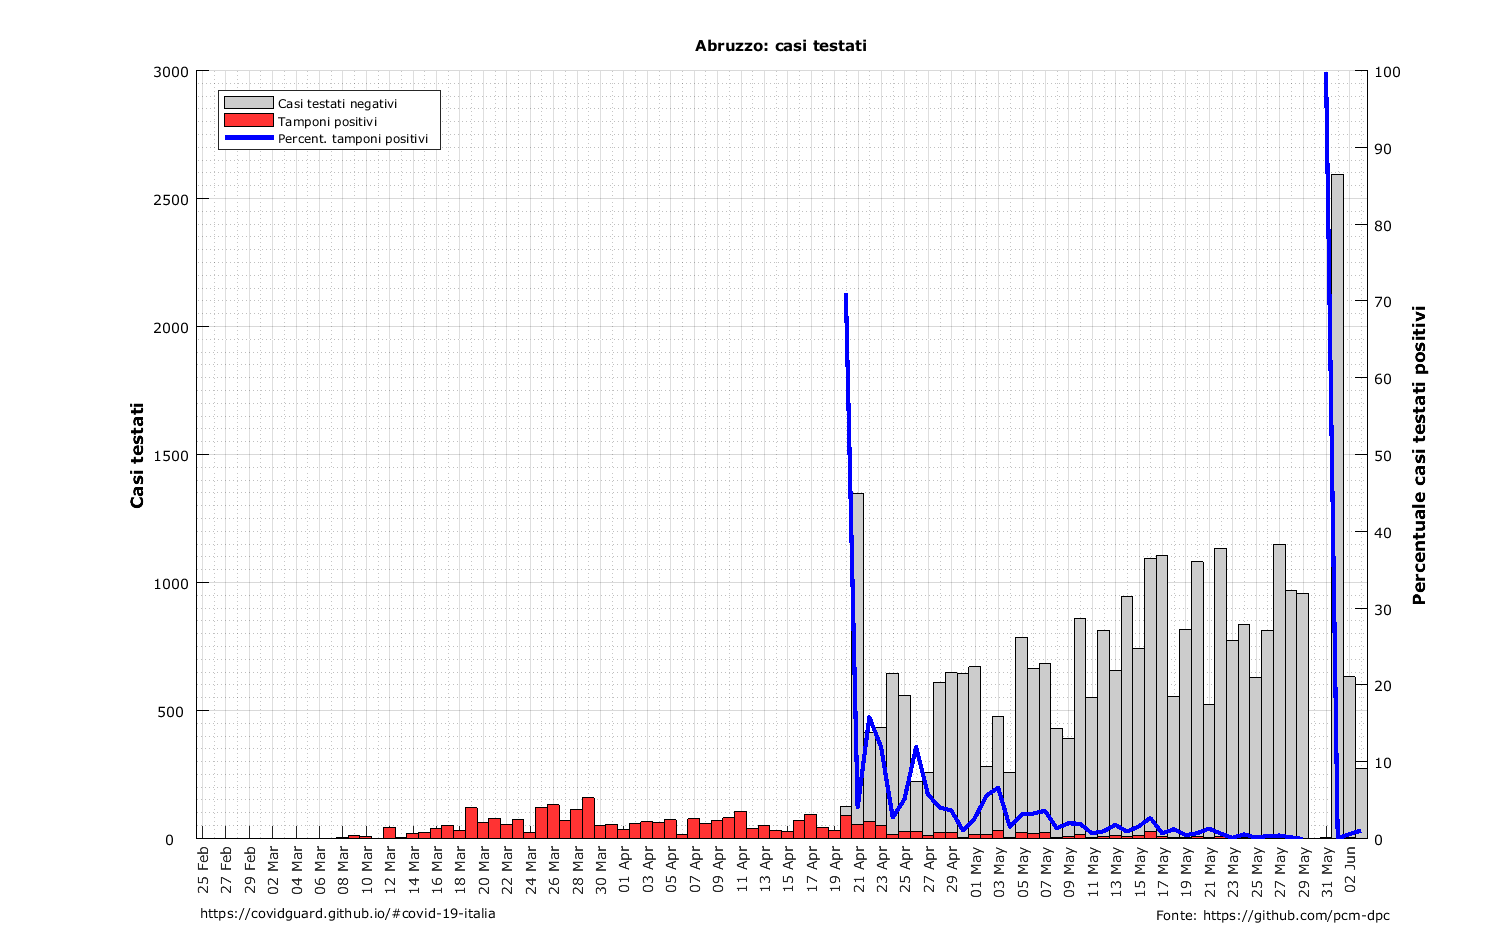 Abruzzo: casi testati
Casi testati negativi
Tamponi positivi
Percent. tamponi positivi
Casi testati
3000
2500
2000
1500
1000
500
0
100
90
80
70
60
50
40
30
20
10
0
Percentuale casi testati positivi
25 Feb
27 Feb
29 Feb
02 Mar
04 Mar
06 Mar
08 Mar
10 Mar
12 Mar
14 Mar
16 Mar
18 Mar
20 Mar
22 Mar
24 Mar
26 Mar
28 Mar
30 Mar
01 Apr
03 Apr
05 Apr
07 Apr
09 Apr
11 Apr
13 Apr
15 Apr
17 Apr
19 Apr
21 Apr
23 Apr
25 Apr
27 Apr
29 Apr
01 May
03 May
05 May
07 May
09 May
11 May
13 May
15 May
17 May
19 May
21 May
23 May
25 May
27 May
29 May
31 May
02 Jun
https://covidguard.github.io/#covid-19-italia
Fonte: https://github.com/pcm-dpc